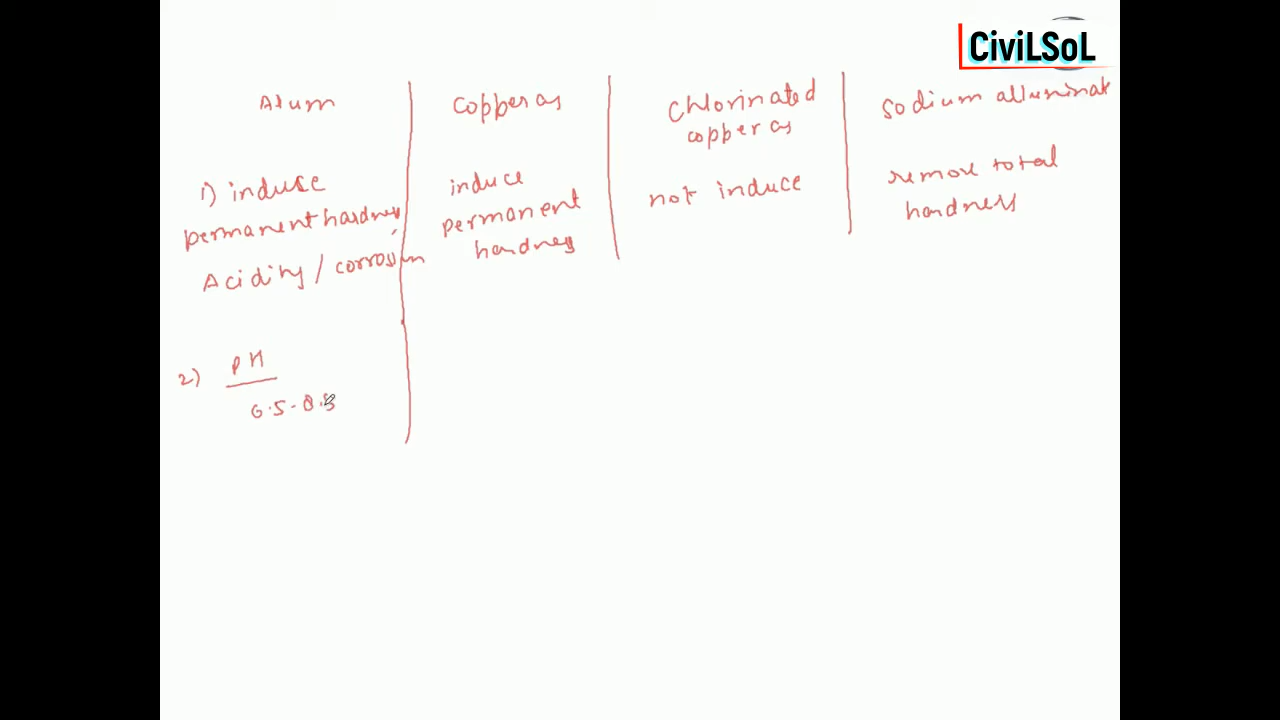 CiviLSoL
Alum
copperas
chlorinated
copperas
sodium alluminat
1) induce
permanent hardness
Acidity / corrosion
induce
permanent
hardness
not induce
remove total
hardness
2) PH
6.5-8.5